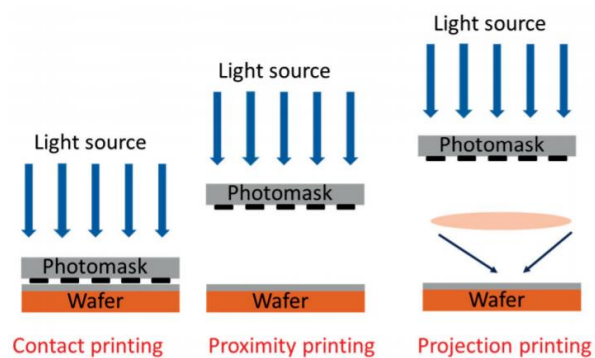 Light source
Photomask
Wafer
Contact printing
Light source
Photomask
Wafer
Proximity printing
Light source
Photomask
Wafer
Projection printing